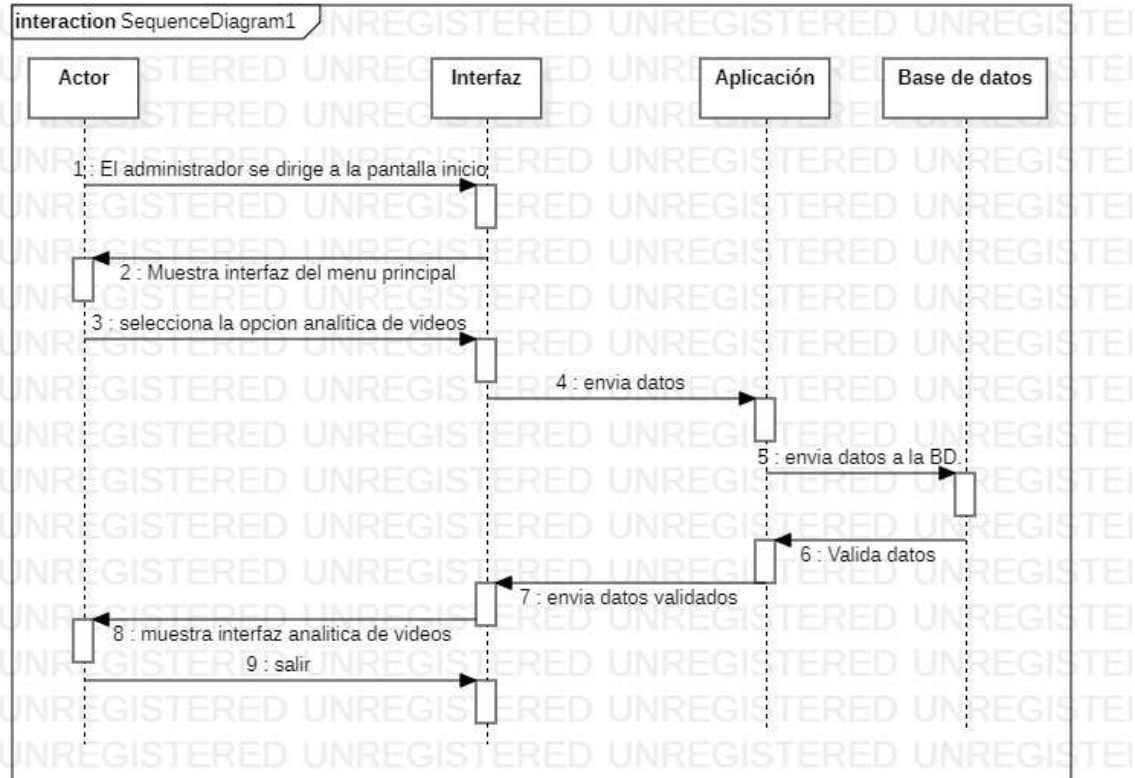 interaction SequenceDiagram1
Actor
Interfaz
Aplicación
Base de datos
1 : El administrador se dirige a la pantalla inicio
2 : Muestra interfaz del menu principal
3 : selecciona la opcion analitica de videos
4 : envia datos
5 : envia datos a la BD.
6 : Valida datos
7 : envia datos validados
8 : muestra interfaz analitica de videos
9 : salir
UNREGISTERED